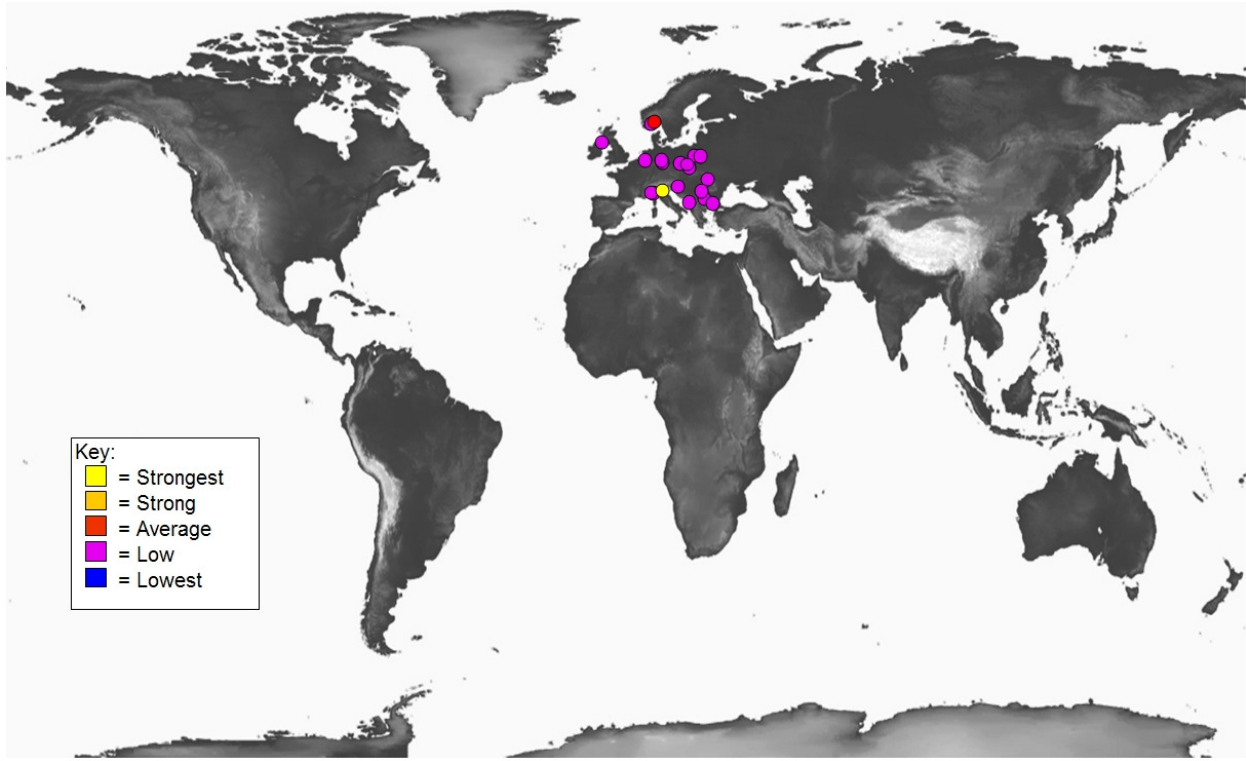 Key:
= Strongest
= Strong
= Average
= Low
= Lowest